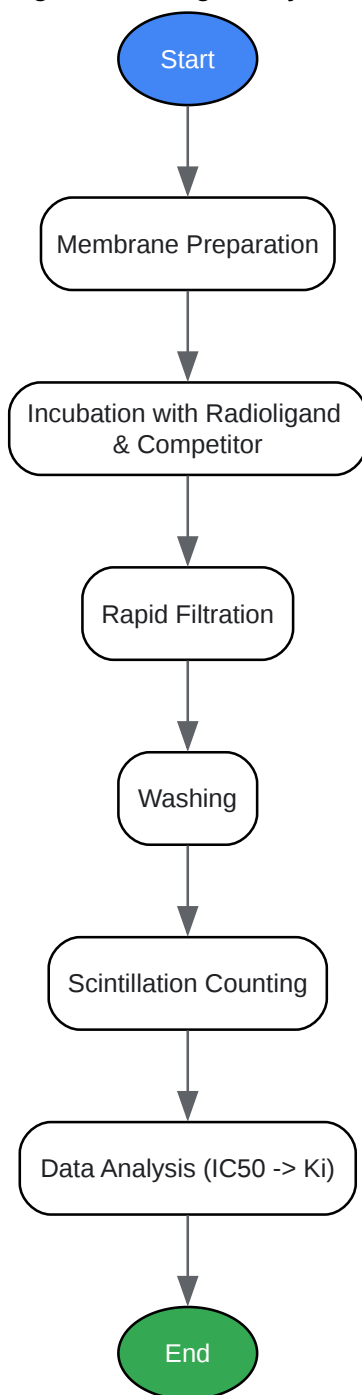 Start
Membrane Preparation
Incubation with Radioligand
& Competitor
Rapid Filtration
Washing
Scintillation Counting
Data Analysis (IC50 -> Ki)
End